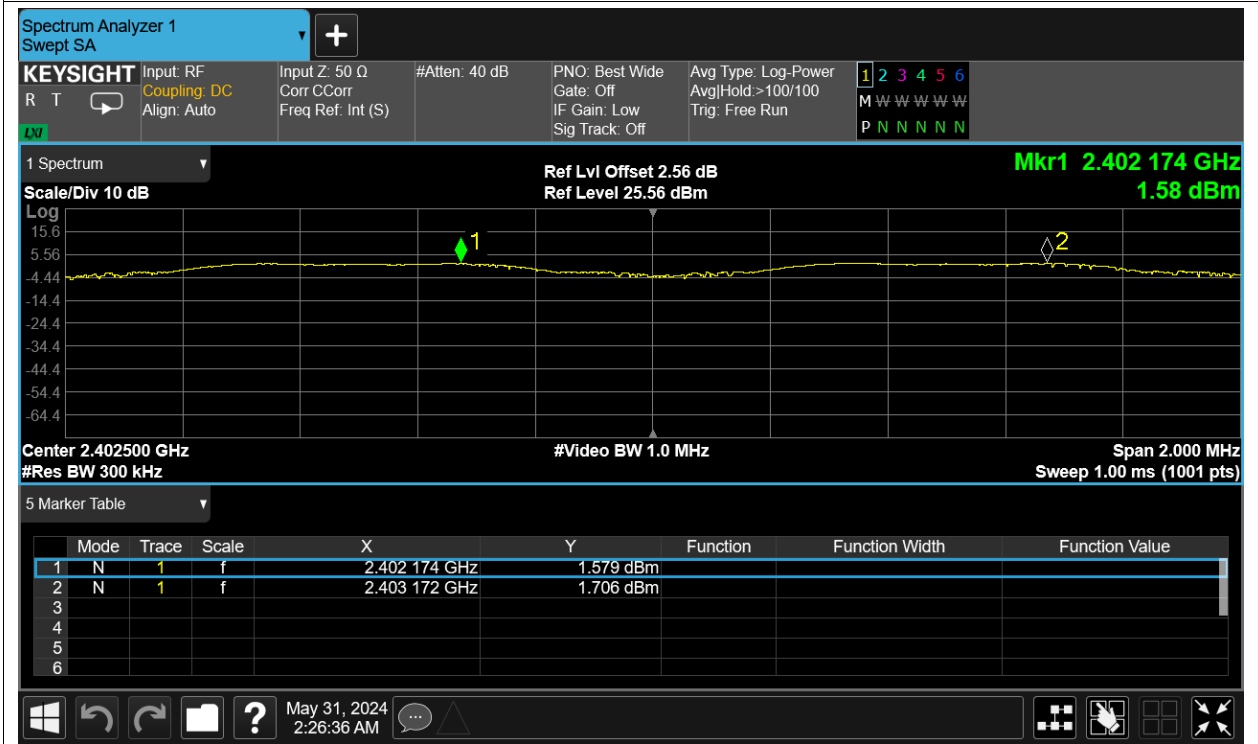 Spectrum Analyzer 1
Swept SA
+
KEYSIGHT Input: RF Input Z: 50 Ω #Atten: 40 dB PNO: Best Wide Avg Type: Log-Power 1 2 3 4 5 6
R T Coupling: DC Corr CCorr Gate: Off Avg|Hold:>100/100 M W W W W W
Align: Auto Freq Ref: Int (S) IF Gain: Low Trig: Free Run
LXI Sig Track: Off P N N N N N
1 Spectrum Ref Lvl Offset 2.56 dB Mkr1 2.402 174 GHz
Scale/Div 10 dB Ref Level 25.56 dBm 1.58 dBm
Log
15.6
1 2
5.56
-4.44
-14.4
-24.4
-34.4
-44.4
-54.4
-64.4
Center 2.402500 GHz #Video BW 1.0 MHz Span 2.000 MHz
#Res BW 300 kHz Sweep 1.00 ms (1001 pts)
5 Marker Table
Mode Trace Scale X Y Function Function Width Function Value
1 N 1 f 2.402 174 GHz 1.579 dBm
2 N 1 f 2.403 172 GHz 1.706 dBm
3
4
5
6
? May 31, 2024
2:26:36 AM